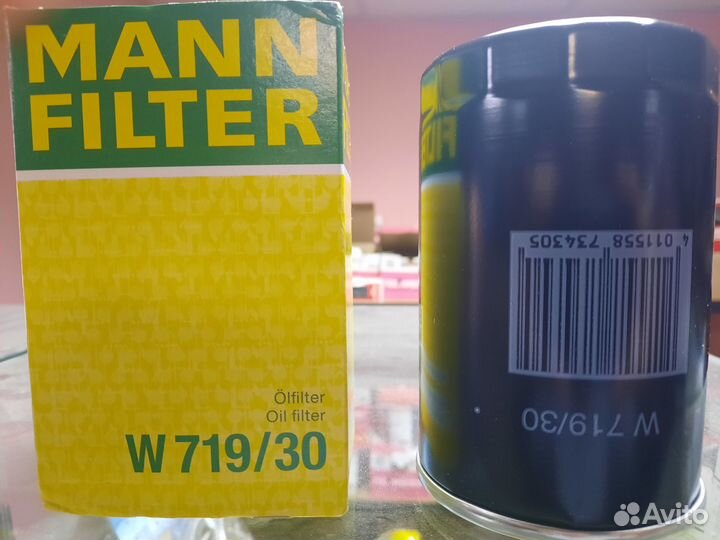 MANN
FILTER
Ölfilter
Oil filter
W 719/30
4 011558 734305
W 719/30
Avito